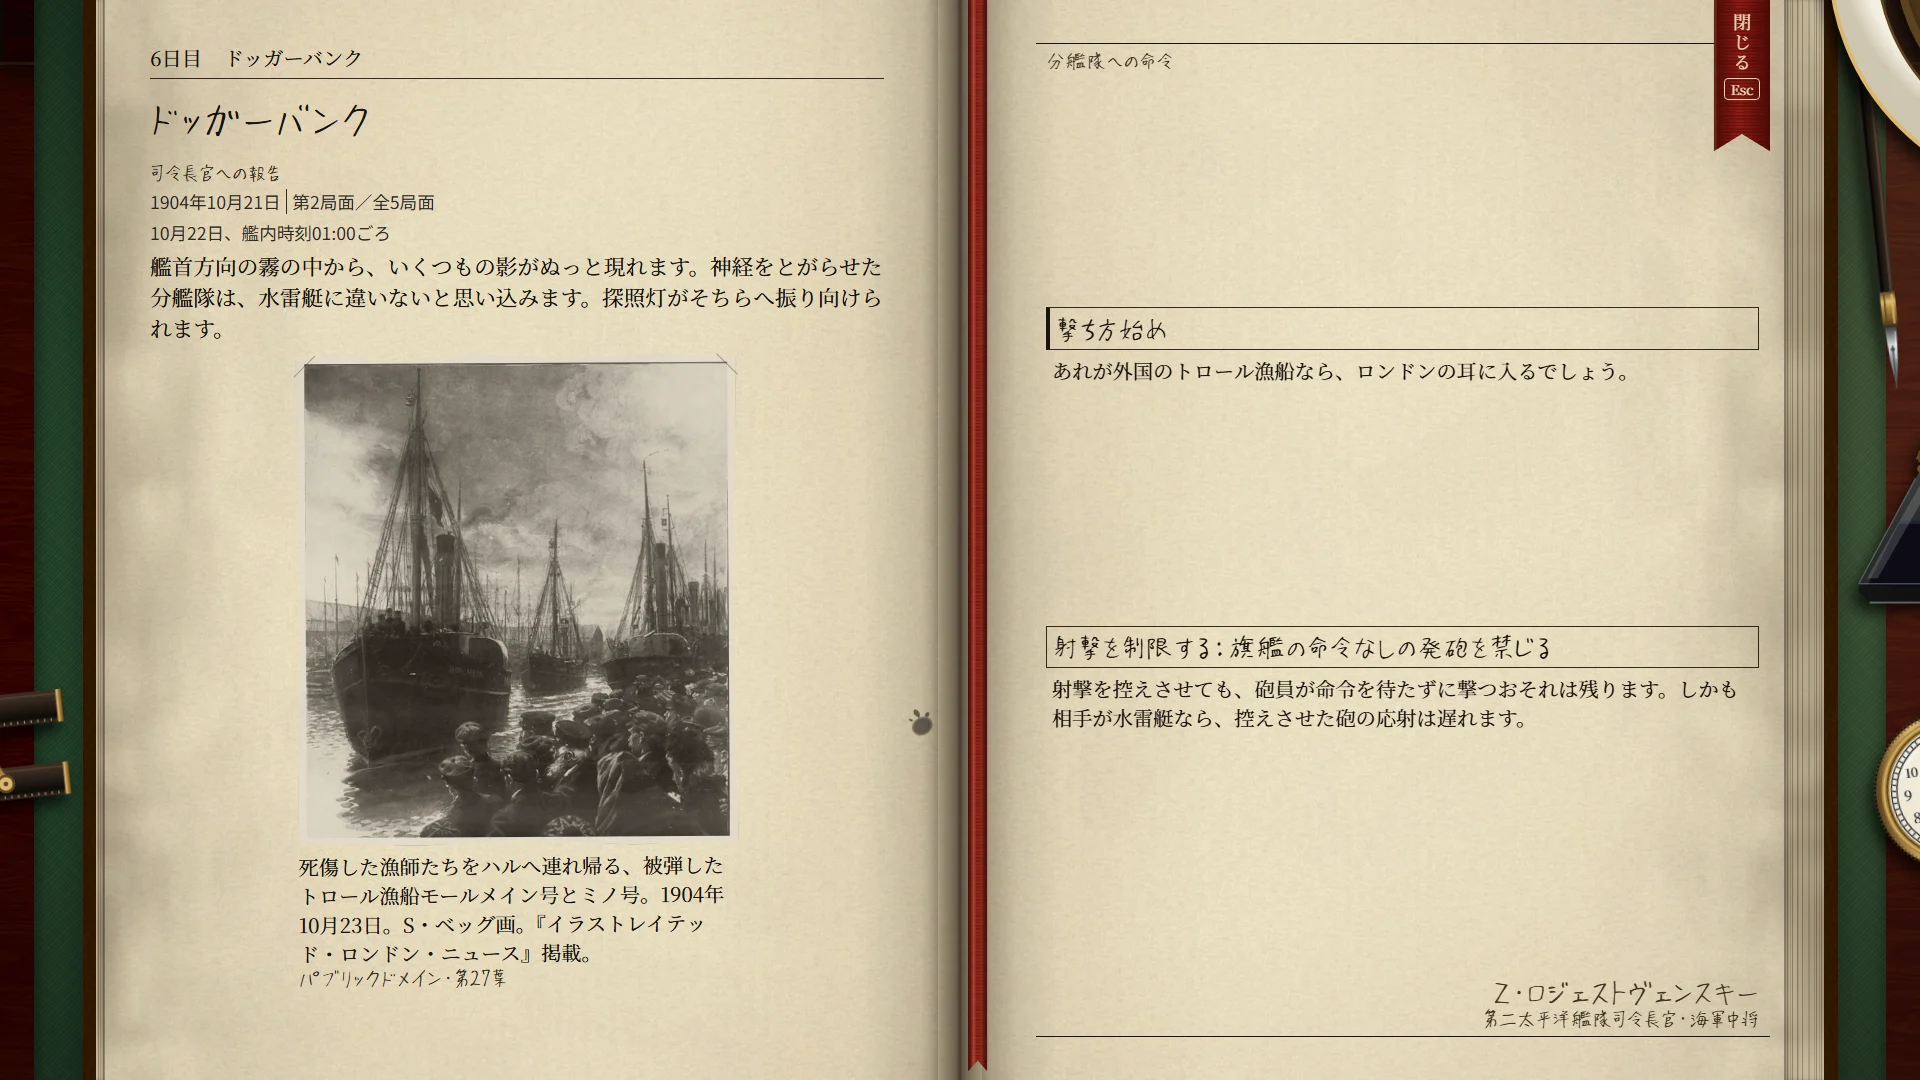 6日目 ドッガーバンク
ドッガーバンク
司令長官への報告
1904年10月21日│第2局面／全5局面
10月22日、艦内時刻01:00ごろ
艦首方向の霧の中から、いくつもの影がぬっと現れます。神経をとがらせた
分艦隊は、水雷艇に違いないと思い込みます。探照灯がそちらへ振り向けら
れます。
死傷した漁師たちをハルへ連れ帰る、被弾した
トロール漁船モールメイン号とミノ号。1904年
10月23日。S・ベッグ画。『イラストレイテッ
ド・ロンドン・ニュース』掲載。
パブリックドメイン・第27葉
分艦隊への命令
閉じる
Esc
撃ち方始め
あれが外国のトロール漁船なら、ロンドンの耳に入るでしょう。
射撃を制限する：旗艦の命令なしの発砲を禁じる
射撃を控えさせても、砲員が命令を待たずに撃つおそれは残ります。しかも
相手が水雷艇なら、控えさせた砲の応射は遅れます。
Z・ロジェストヴェンスキー
第二太平洋艦隊司令長官・海軍中将
10
9
8